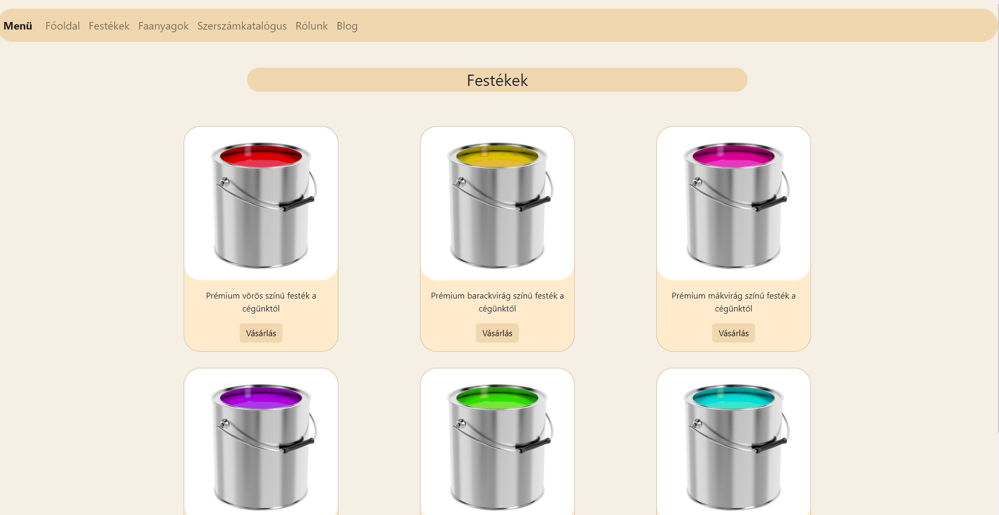 Menü Főoldal Festékek Faanyagok Szerszámkatalógus Rólunk Blog
Festékek
Prémium vörös színű festék a
cégünktől
Vásárlás
Prémium barackvirág színű festék a
cégünktől
Vásárlás
Prémium mákvirág színű festék a
cégünktől
Vásárlás